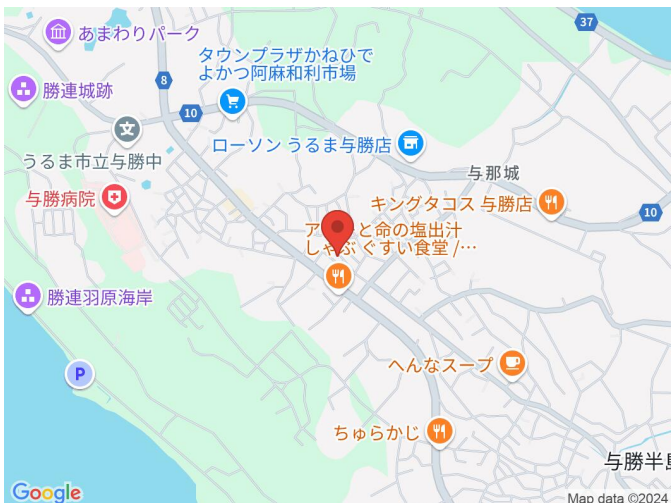 37
あまわりパーク
タウンプラザかねひで
よかつ阿麻和利市場
8
勝連城跡
10
ローソン うるま与勝店
うるま市立与勝中
与那城
与勝病院
キングタコス 与勝店
10
と命の塩出汁
しゃぶ ぐすい食堂 /…
勝連羽原海岸
P
へんなスープ
ちゅらかじ
与勝半島
Google
Map data ©2024